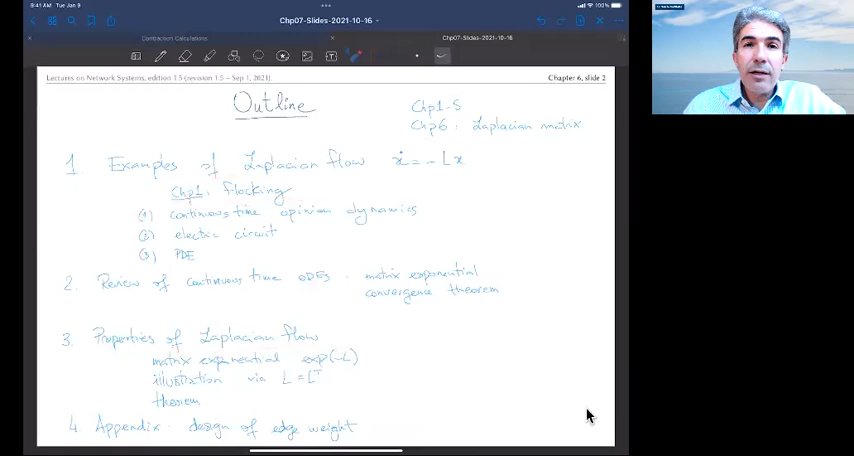 9:41 AM Tue Jan 9
100%
Chp07-Slides-2021-10-16
Contraction Calculations
Chp07-Slides-2021-10-16
Lectures on Network Systems, edition 1.5 (revision 1.5 – Sep 1, 2021).
Chapter 6, slide 2
Outline
Chp1-5
Chp6: Laplacian matrix
1. Examples of Laplacian flow ẋ = -Lx
Chp1. flocking
(1) continuous time opinion dynamics
(2) electric circuit
(3) PDE
2. Review of continuous time ODEs. matrix exponential
convergence theorem
3. Properties of Laplacian flow
matrix exponential exp(-L)
illustration via L = L^T
theorem
4 Appendix: design of edge weight